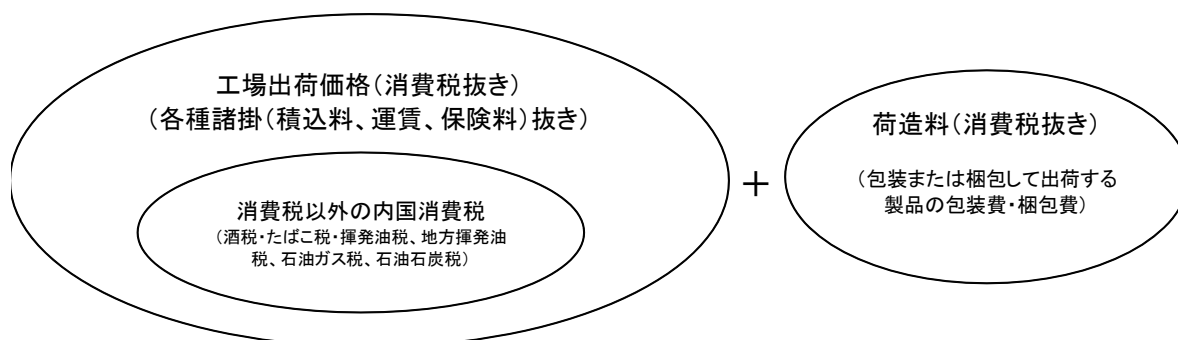 工場出荷価格（消費税抜き）
（各種諸掛（積込料、運賃、保険料）抜き）
消費税以外の内国消費税
（酒税・たばこ税・揮発油税、地方揮発油
税、石油ガス税、石油石炭税）
＋
荷造料（消費税抜き）
（包装または梱包して出荷する
製品の包装費・梱包費）